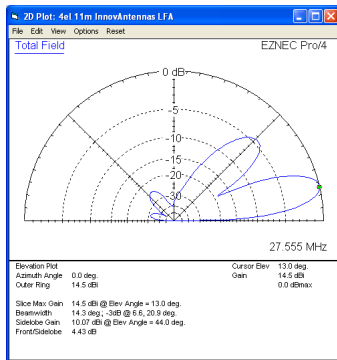 2D Plot: 4el 11m InnovAntennas LFA
File Edit View Options Reset
Total Field
EZNEC Pro/4
0 dB
-5
-10
-15
-20
-30
27.555 MHz
Elevation Plot
Azimuth Angle 0.0 deg.
Outer Ring 14.5 dBi
Cursor Elev 13.0 deg.
Gain 14.5 dBi
0.0 dBmax
Slice Max Gain 14.5 dBi @ Elev Angle = 13.0 deg.
Beamwidth 14.3 deg.; -3dB @ 6.6, 20.9 deg.
Sidelobe Gain 10.07 dBi @ Elev Angle = 44.0 deg.
Front/Sidelobe 4.43 dB